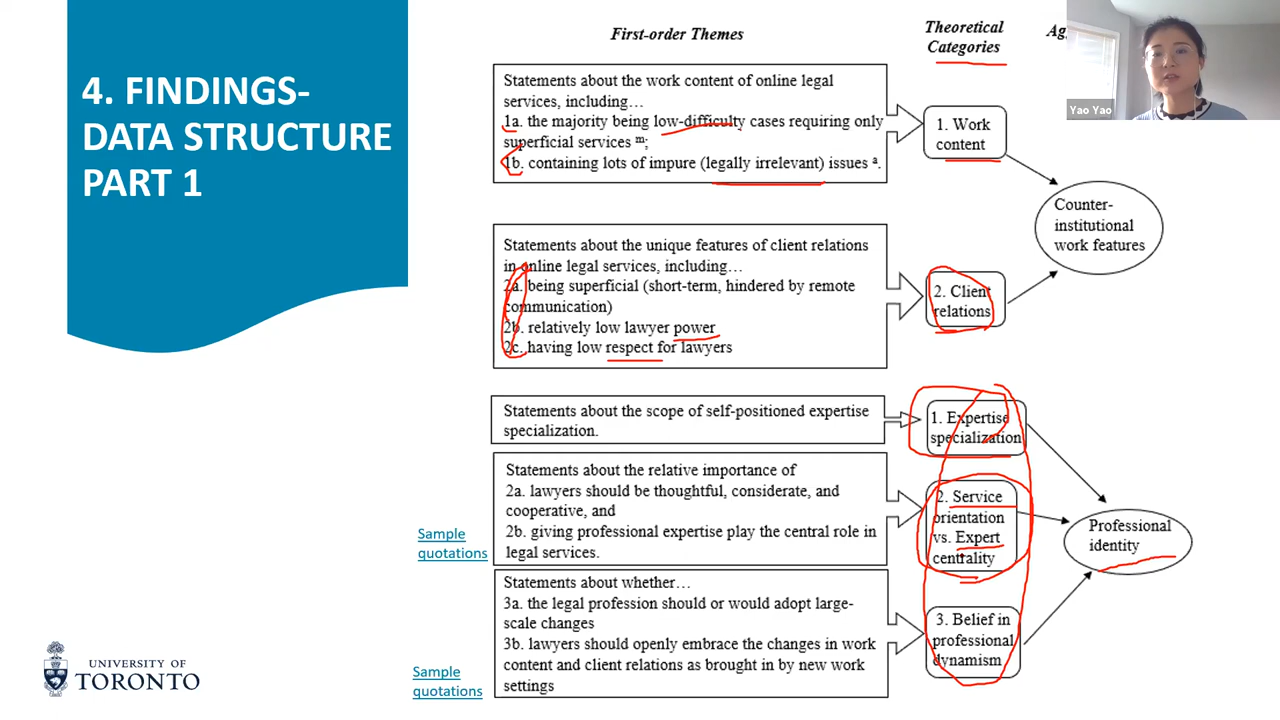 4. FINDINGS-
DATA STRUCTURE
PART 1
First-order Themes
Theoretical
Categories
Yao Yao
Statements about the work content of online legal
services, including…
1a. the majority being low-difficulty cases requiring only
superficial services ᵐ;
1b. containing lots of impure (legally irrelevant) issues ᵃ.
1. Work
content
Counter-
institutional
work features
Statements about the unique features of client relations
in online legal services, including…
2a. being superficial (short-term, hindered by remote
communication)
2b. relatively low lawyer power
2c. having low respect for lawyers
2. Client
relations
Statements about the scope of self-positioned expertise
specialization.
1. Expertise
specialization
Statements about the relative importance of
2a. lawyers should be thoughtful, considerate, and
cooperative, and
2b. giving professional expertise play the central role in
legal services.
2. Service
orientation
vs. Expert
centrality
Professional
identity
Sample
quotations
Statements about whether…
3a. the legal profession should or would adopt large-
scale changes
3b. lawyers should openly embrace the changes in work
content and client relations as brought in by new work
settings
3. Belief in
professional
dynamism
Sample
quotations
UNIVERSITY OF
TORONTO